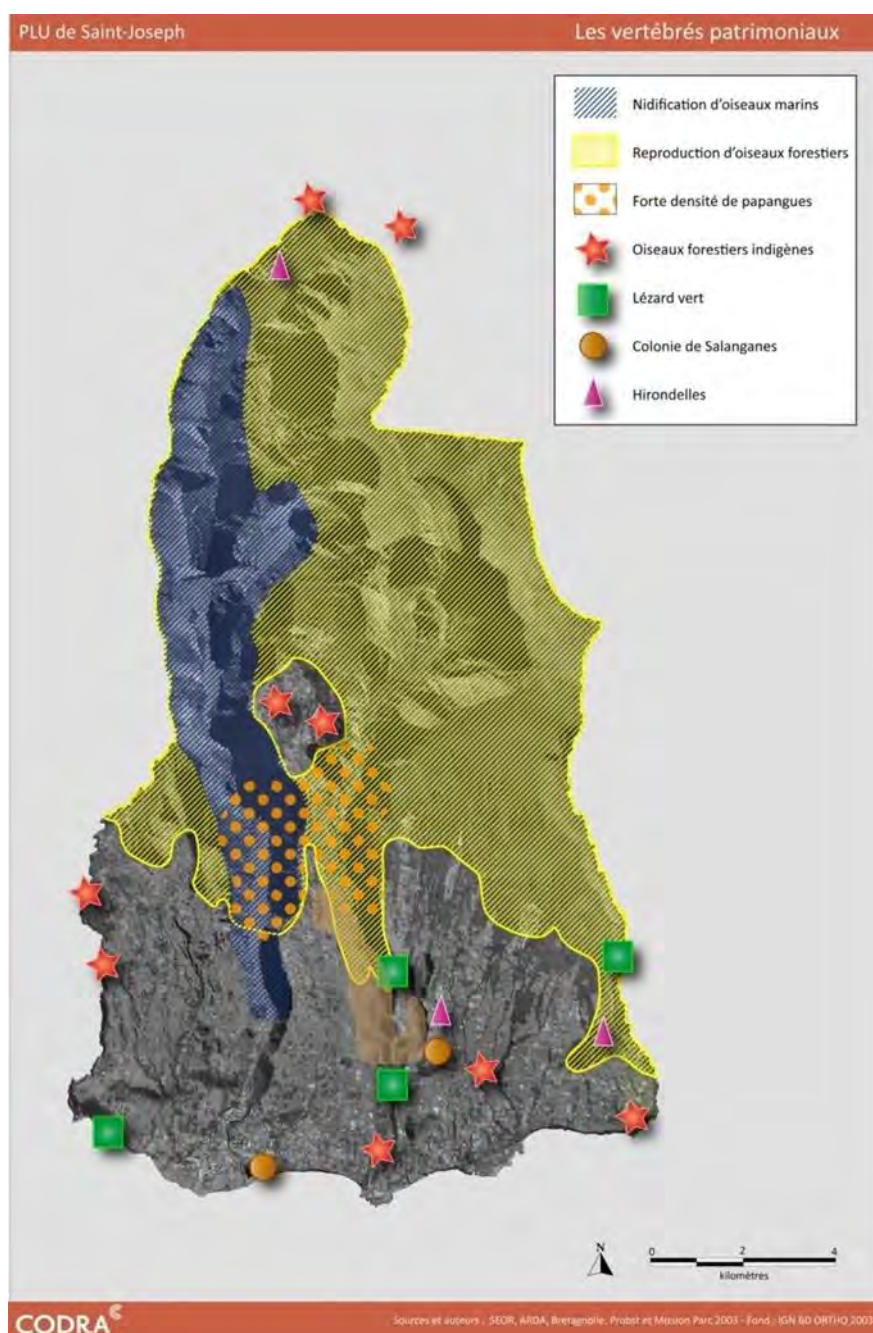 PLU de Saint-Joseph
Les vertébrés patrimoniaux
Nidification d'oiseaux marins
Reproduction d'oiseaux forestiers
Forte densité de papangues
Oiseaux forestiers indigènes
Lézard vert
Colonie de Salanganes
Hirondelles
N
0 2 4
kilomètres
CODRA
Sources et auteurs : SEOR, ARDA, Bretagnolle, Probst et Mission Parc 2003 - Fond : IGN BD ORTHO 2003